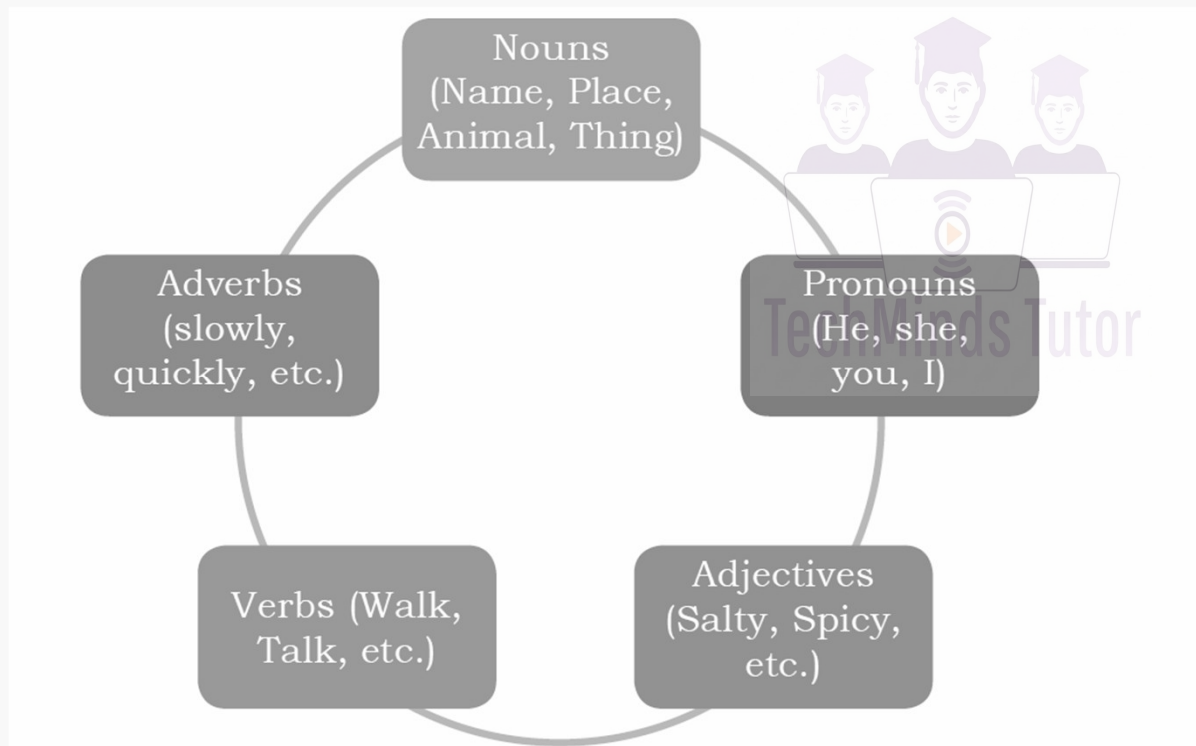 Nouns
(Name, Place,
Animal, Thing)
Pronouns
(He, she,
you, I)
TechMinds Tutor
Adjectives
(Salty, Spicy,
etc.)
Verbs (Walk,
Talk, etc.)
Adverbs
(slowly,
quickly, etc.)